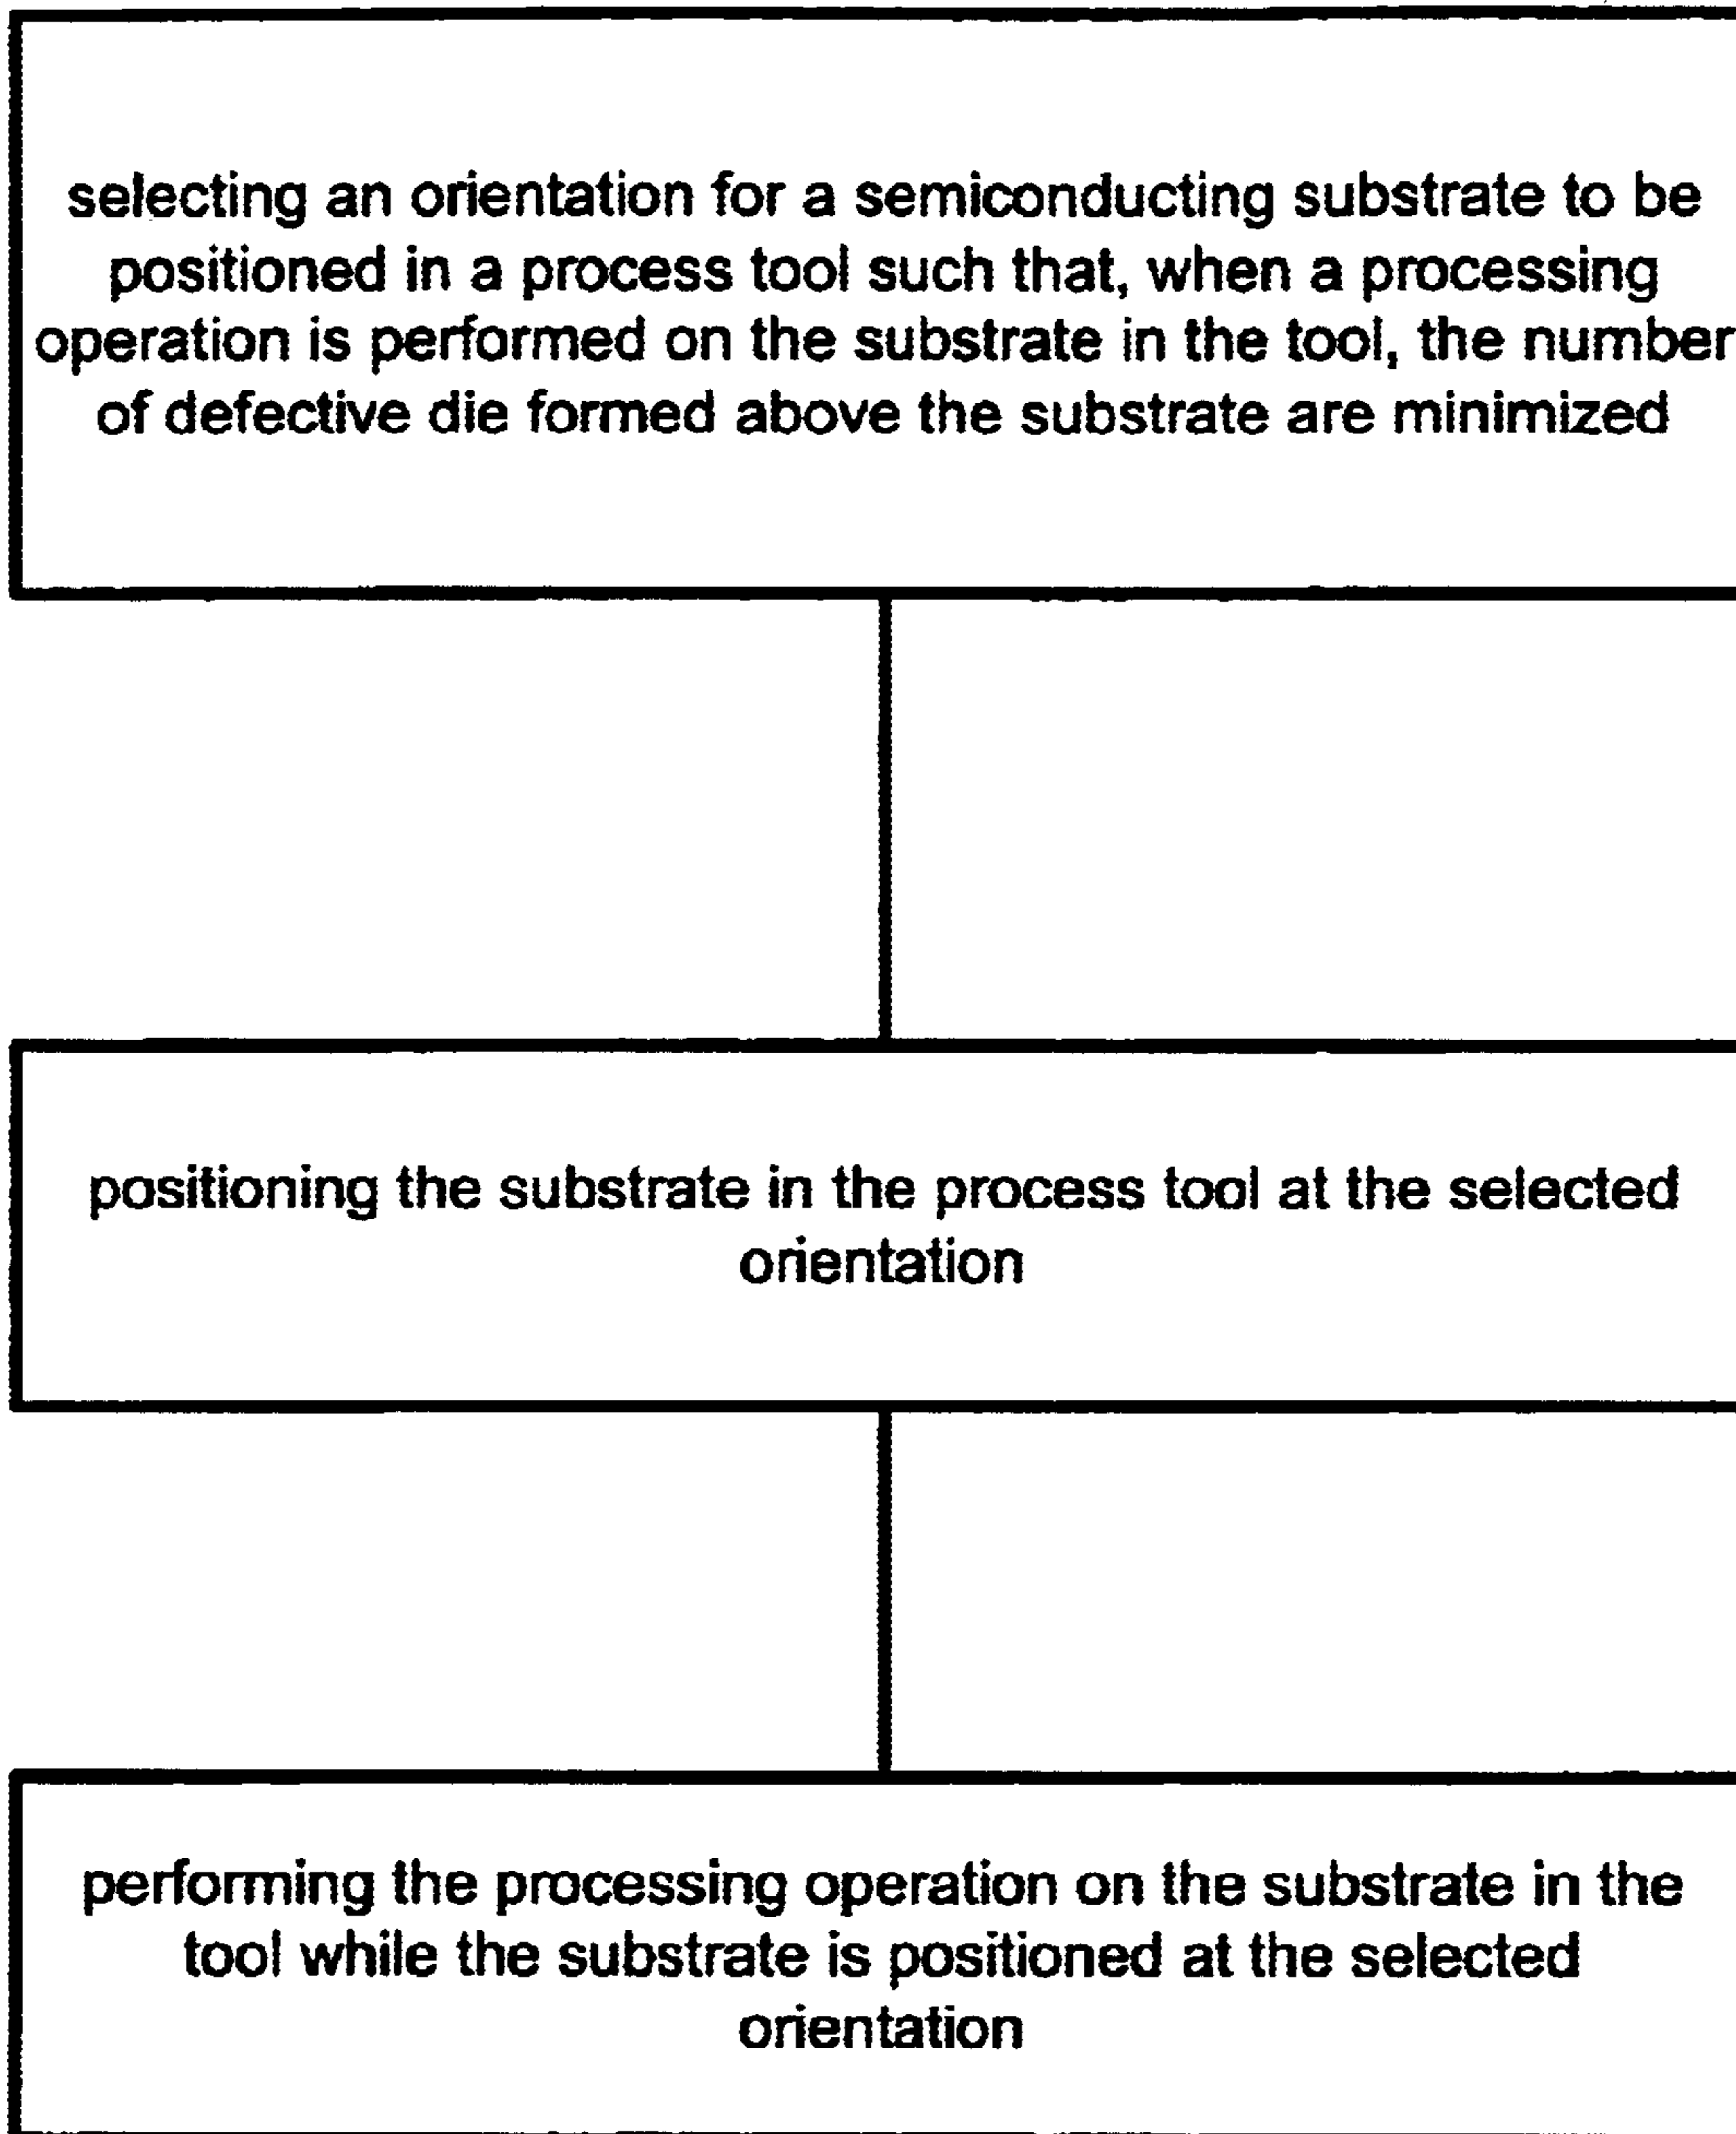 selecting an orientation for a semiconducting substrate to be
positioned in a process tool such that, when a processing
operation is performed on the substrate in the tool, the number
of defective die formed above the substrate are minimized
positioning the substrate in the process tool at the selected
orientation
performing the processing operation on the substrate in the
tool while the substrate is positioned at the selected
orientation